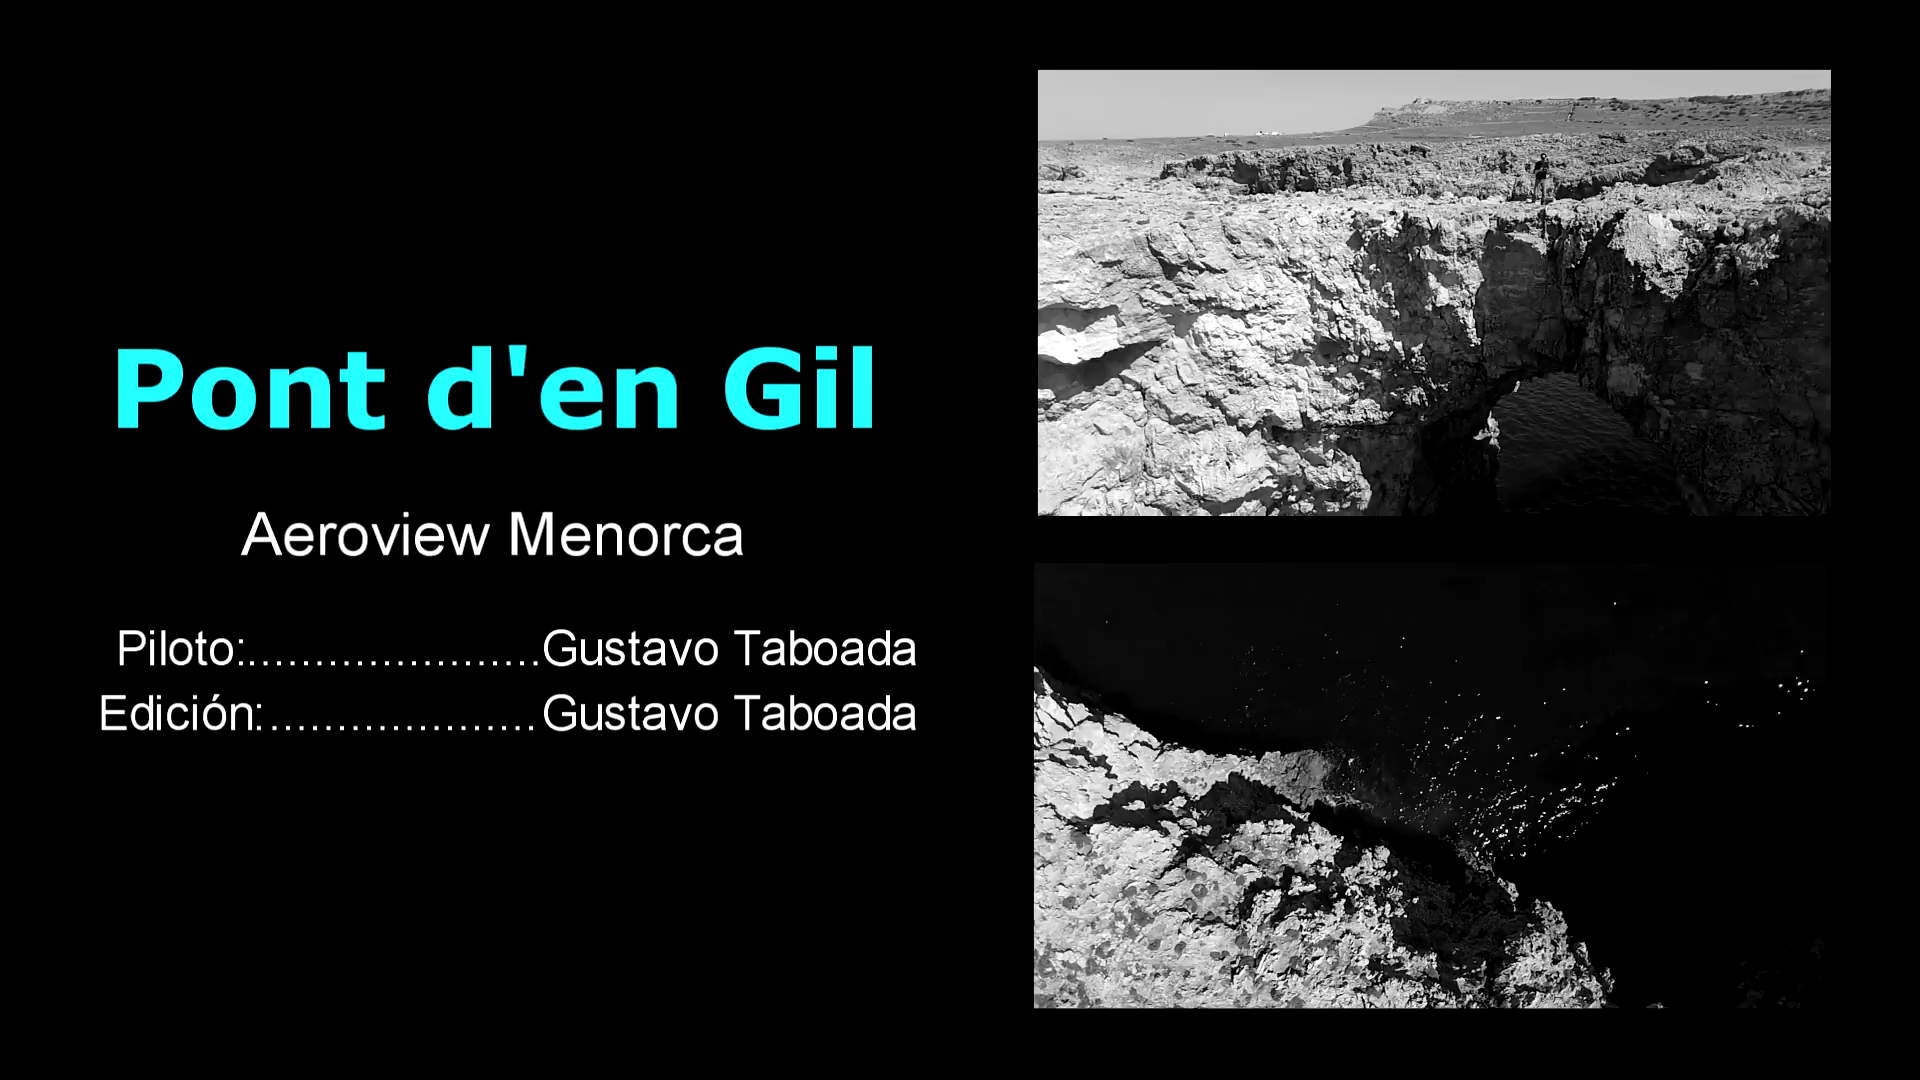 Pont d'en Gil
Aeroview Menorca
Piloto:......................Gustavo Taboada
Edición:....................Gustavo Taboada